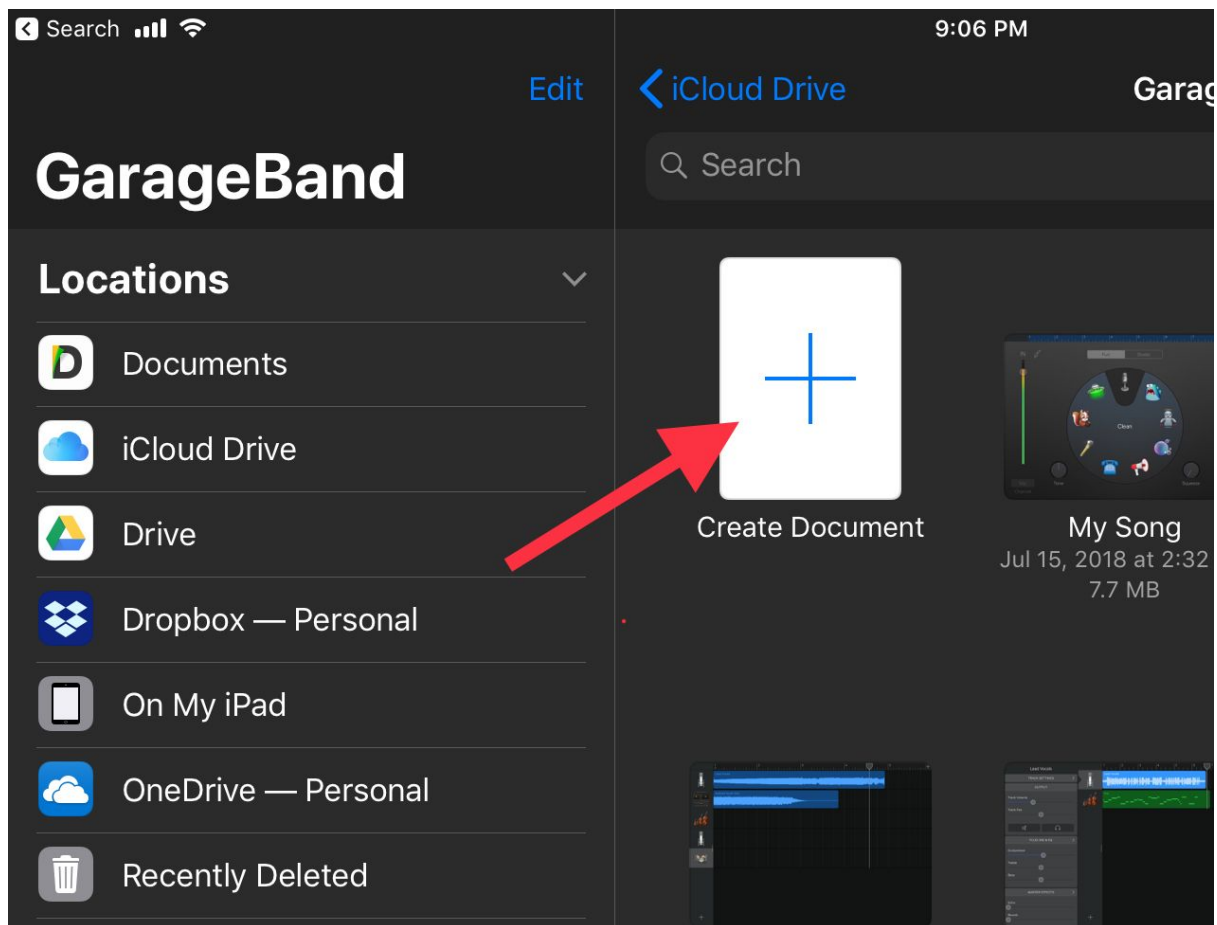 Search
9:06 PM
Edit
iCloud Drive
Garag
GarageBand
Search
Locations
Documents
iCloud Drive
Drive
Dropbox — Personal
On My iPad
OneDrive — Personal
Recently Deleted
Create Document
My Song
Jul 15, 2018 at 2:32
7.7 MB
Clean